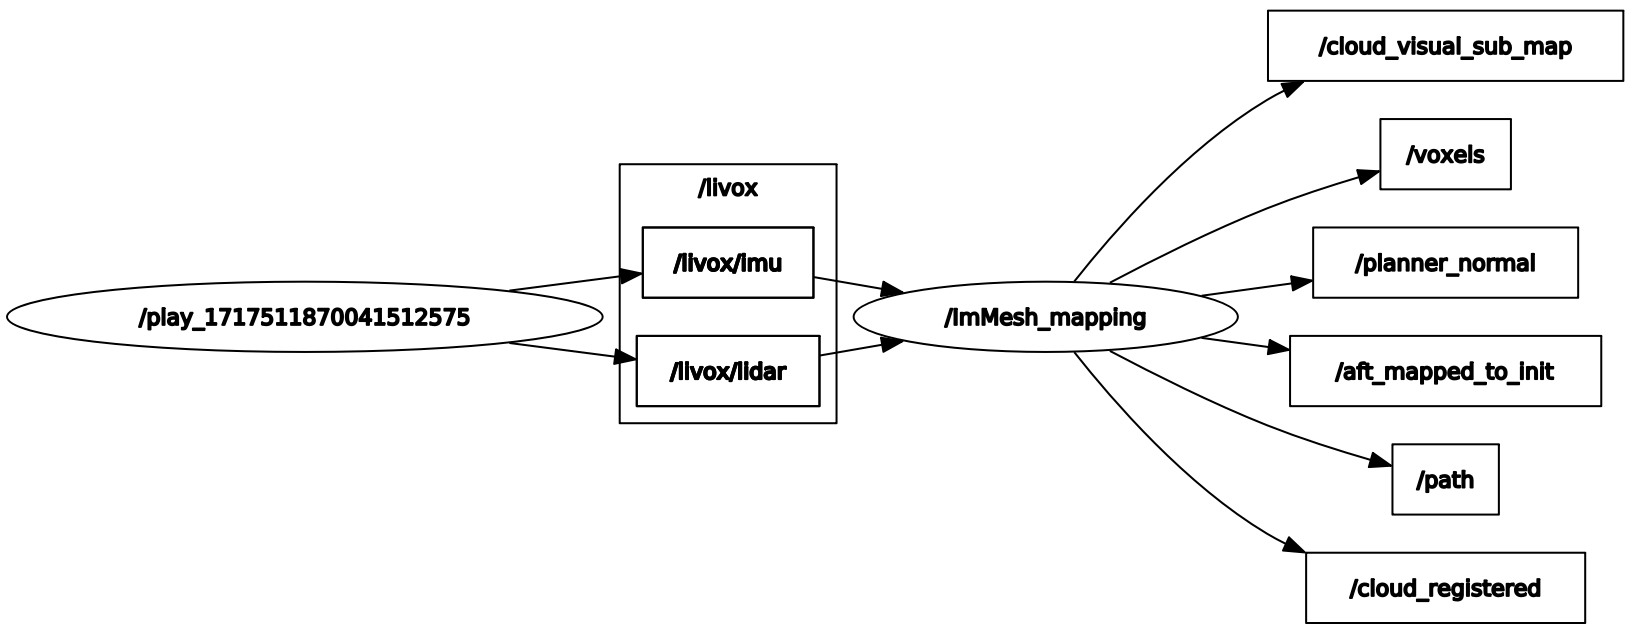 /cloud_visual_sub_map
/voxels
/livox
/livox/imu
/planner_normal
/play_1717511870041512575
/ImMesh_mapping
/livox/lidar
/aft_mapped_to_init
/path
/cloud_registered